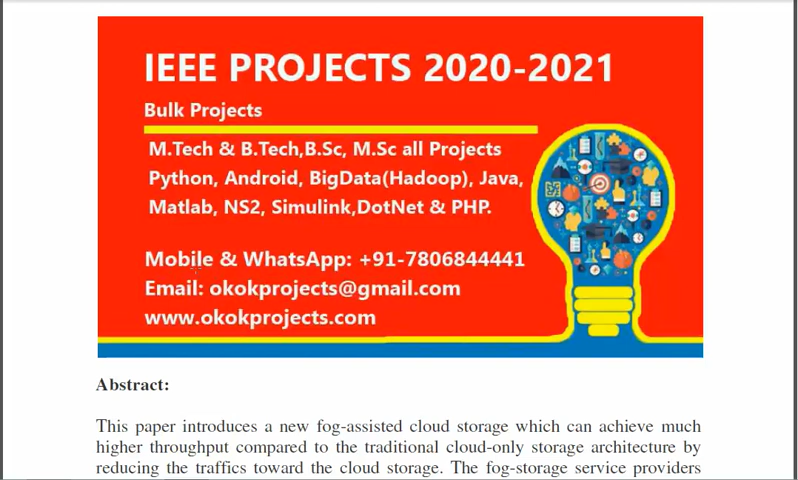 IEEE PROJECTS 2020-2021
Bulk Projects
M.Tech & B.Tech,B.Sc, M.Sc all Projects
Python, Android, BigData(Hadoop), Java,
Matlab, NS2, Simulink,DotNet & PHP.
Mobile & WhatsApp: +91-7806844441
Email: okokprojects@gmail.com
www.okokprojects.com
Abstract:
This paper introduces a new fog-assisted cloud storage which can achieve much
higher throughput compared to the traditional cloud-only storage architecture by
reducing the traffics toward the cloud storage. The fog-storage service providers